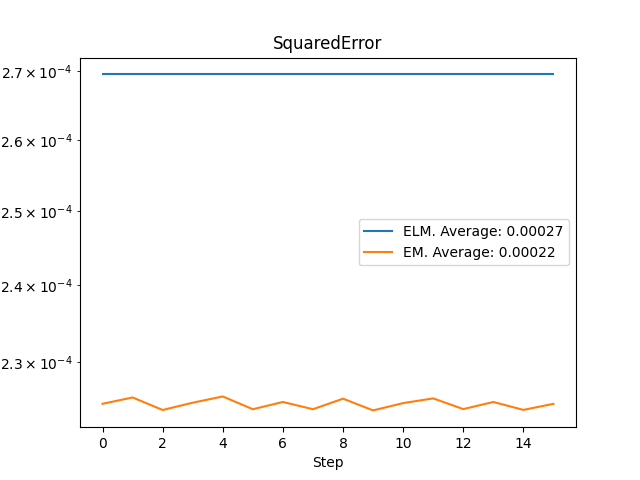 SquaredError
2.7 × 10⁻⁴
2.6 × 10⁻⁴
2.5 × 10⁻⁴
2.4 × 10⁻⁴
2.3 × 10⁻⁴
ELM. Average: 0.00027
EM. Average: 0.00022
0 2 4 6 8 10 12 14
Step